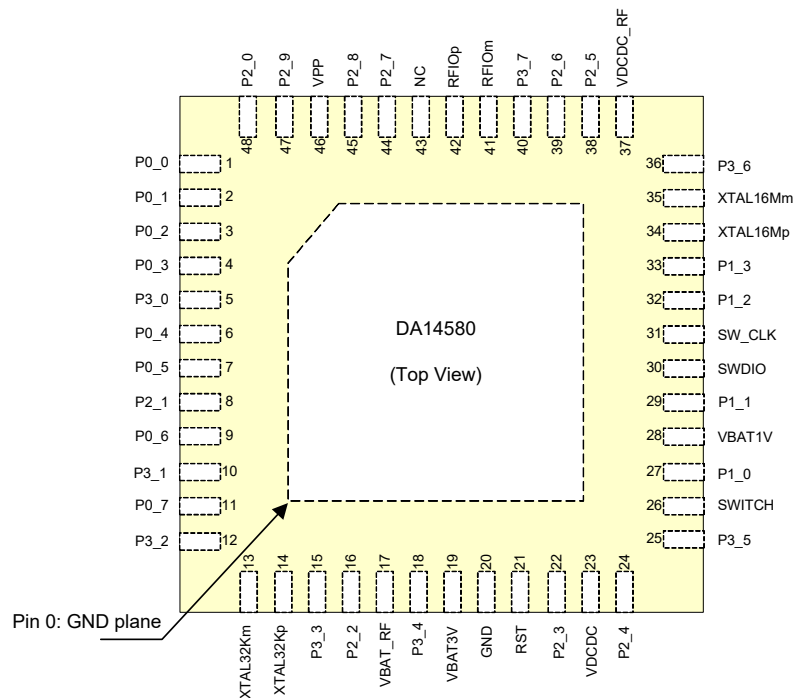 P2_0
P2_9
VPP
P2_8
P2_7
NC
RFIOp
RFIOm
P3_7
P2_6
P2_5
VDCDC_RF
48
47
46
45
44
43
42
41
40
39
38
37
P0_0 1
P0_1 2
P0_2 3
P0_3 4
P3_0 5
P0_4 6
P0_5 7
P2_1 8
P0_6 9
P3_1 10
P0_7 11
P3_2 12
36 P3_6
35 XTAL16Mm
34 XTAL16Mp
33 P1_3
32 P1_2
31 SW_CLK
30 SWDIO
29 P1_1
28 VBAT1V
27 P1_0
26 SWITCH
25 P3_5
DA14580
(Top View)
13
14
15
16
17
18
19
20
21
22
23
24
XTAL32Km
XTAL32Kp
P3_3
P2_2
VBAT_RF
P3_4
VBAT3V
GND
RST
P2_3
VDCDC
P2_4
Pin 0: GND plane